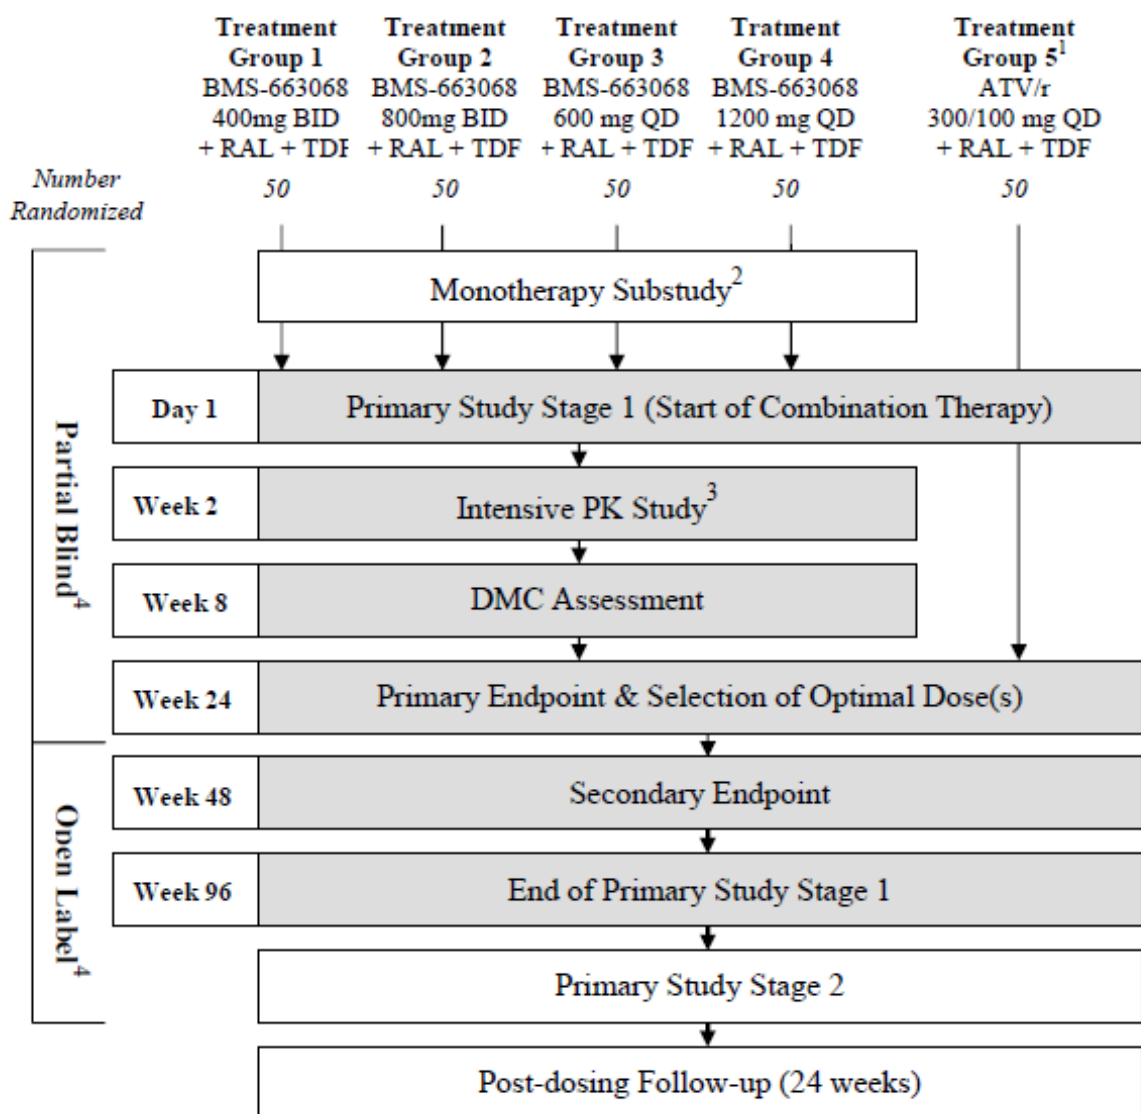 Treatment Group 1
BMS-663068
400mg BID
+ RAL + TDF
Treatment Group 2
BMS-663068
800mg BID
+ RAL + TDF
Treatment Group 3
BMS-663068
600 mg QD
+ RAL + TDF
Tratment Group 4
BMS-663068
1200 mg QD
+ RAL + TDF
Treatment Group 5¹
ATV/r
300/100 mg QD
+ RAL + TDF
Number
Randomized
50
50
50
50
50
Monotherapy Substudy²
Partial Blind⁴
Day 1
Primary Study Stage 1 (Start of Combination Therapy)
Week 2
Intensive PK Study³
Week 8
DMC Assessment
Week 24
Primary Endpoint & Selection of Optimal Dose(s)
Open Label⁴
Week 48
Secondary Endpoint
Week 96
End of Primary Study Stage 1
Primary Study Stage 2
Post-dosing Follow-up (24 weeks)